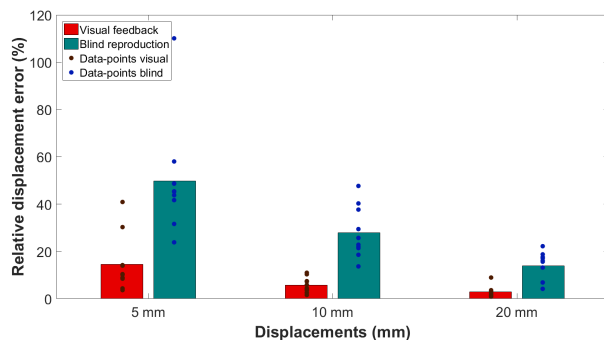 Relative displacement error (%)
120
100
80
60
40
20
0
Visual feedback
Blind reproduction
Data-points visual
Data-points blind
5 mm
10 mm
20 mm
Displacements (mm)